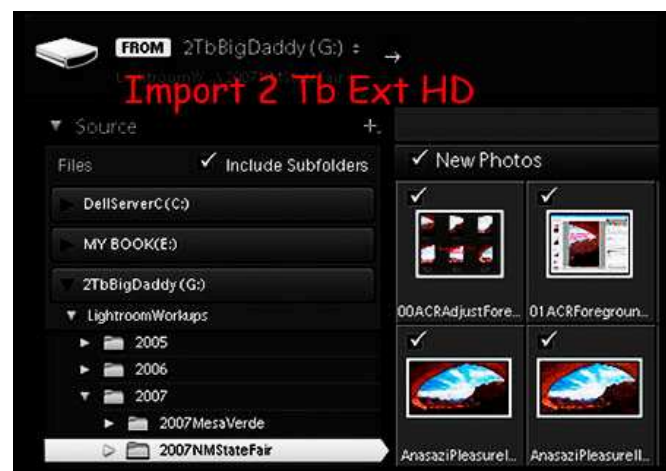 FROM 2TbBigDaddy (G:)
Import 2 Tb Ext HD
Source
Files Include Subfolders
New Photos
DellServerC(C:)
MY BOOK(E:)
2TbBigDaddy (G:)
LightroomWorkups
2005
2006
2007
2007MesaVerde
2007NMStateFair
00ACRAdjustFore... 01ACRForegroun...
AnasaziPleasureI... AnasaziPleasureII...